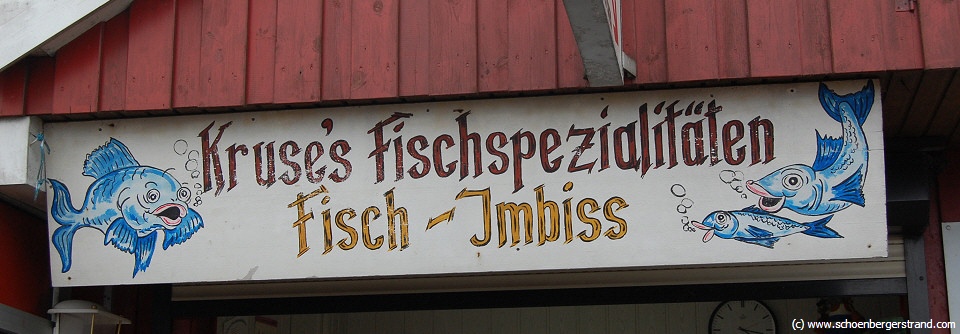 Kruse's Fischspezialitäten
Fisch - Imbiss
(c) www.schoenbergerstrand.com